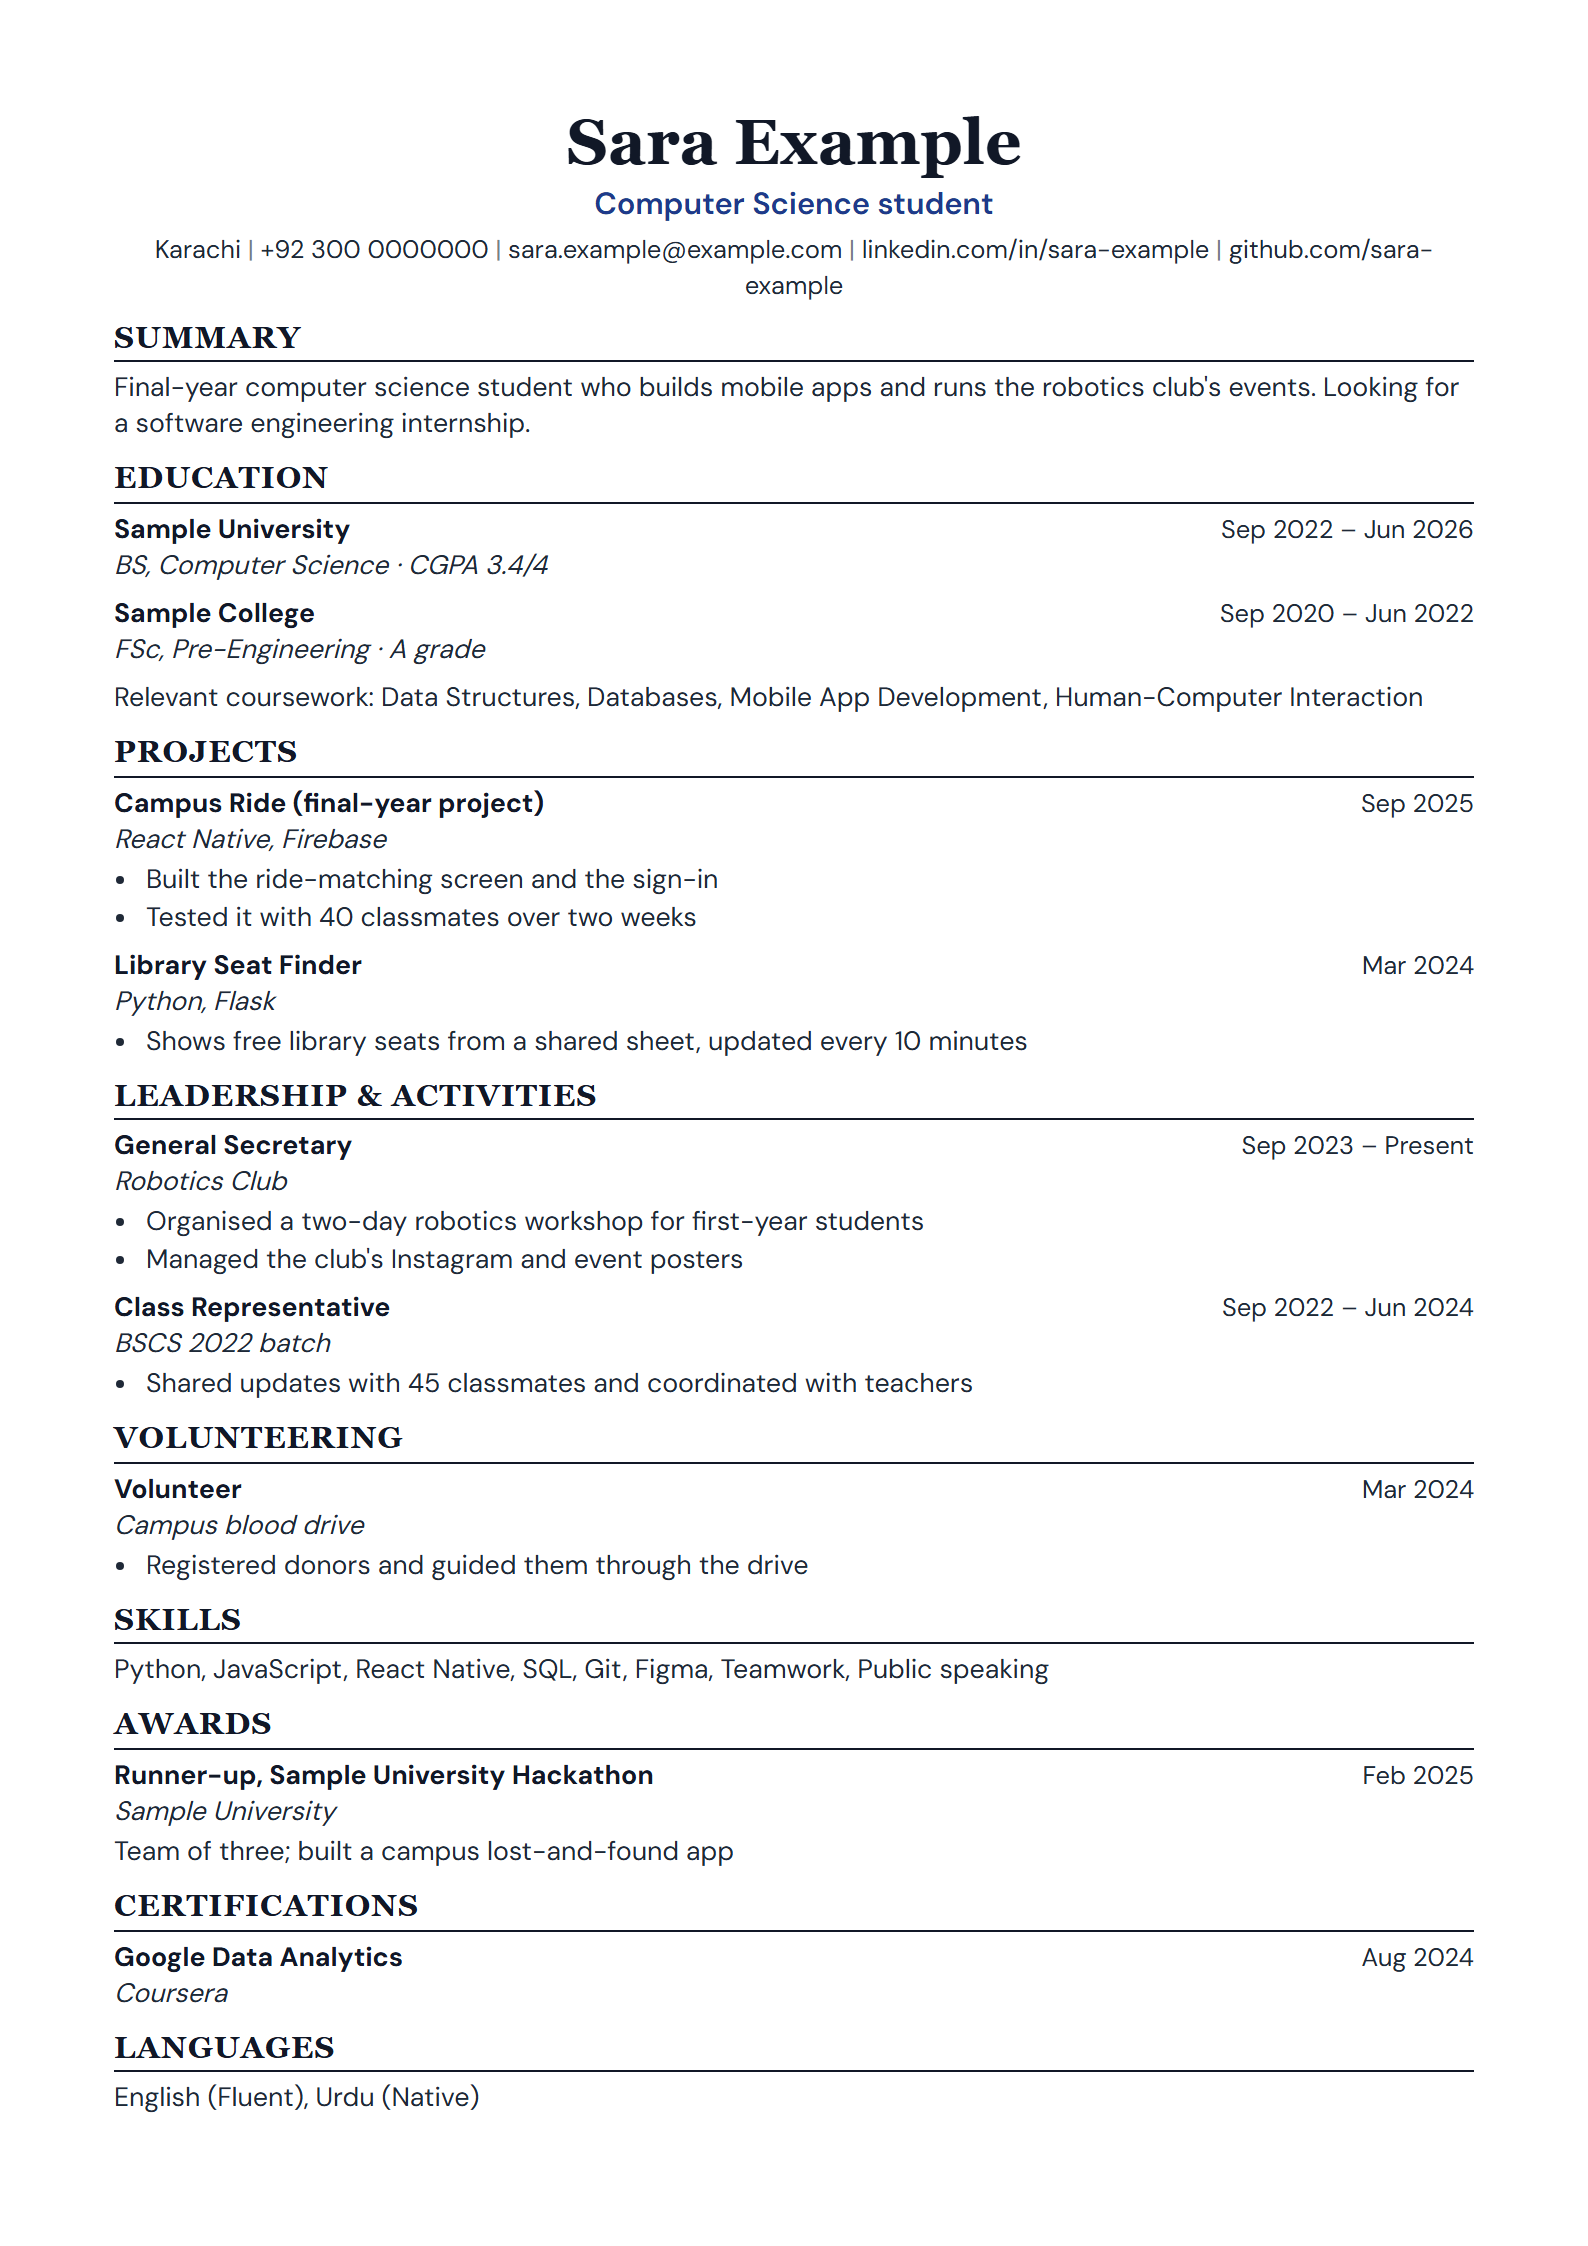 Sara Example
Computer Science student
Karachi | +92 300 0000000 | sara.example@example.com | linkedin.com/in/sara-example | github.com/sara-
example
SUMMARY
Final-year computer science student who builds mobile apps and runs the robotics club's events. Looking for
a software engineering internship.
EDUCATION
Sample University Sep 2022 – Jun 2026
BS, Computer Science · CGPA 3.4/4
Sample College Sep 2020 – Jun 2022
FSc, Pre-Engineering · A grade
Relevant coursework: Data Structures, Databases, Mobile App Development, Human-Computer Interaction
PROJECTS
Campus Ride (final-year project) Sep 2025
React Native, Firebase
• Built the ride-matching screen and the sign-in
• Tested it with 40 classmates over two weeks
Library Seat Finder Mar 2024
Python, Flask
• Shows free library seats from a shared sheet, updated every 10 minutes
LEADERSHIP & ACTIVITIES
General Secretary Sep 2023 – Present
Robotics Club
• Organised a two-day robotics workshop for first-year students
• Managed the club's Instagram and event posters
Class Representative Sep 2022 – Jun 2024
BSCS 2022 batch
• Shared updates with 45 classmates and coordinated with teachers
VOLUNTEERING
Volunteer Mar 2024
Campus blood drive
• Registered donors and guided them through the drive
SKILLS
Python, JavaScript, React Native, SQL, Git, Figma, Teamwork, Public speaking
AWARDS
Runner-up, Sample University Hackathon Feb 2025
Sample University
Team of three; built a campus lost-and-found app
CERTIFICATIONS
Google Data Analytics Aug 2024
Coursera
LANGUAGES
English (Fluent), Urdu (Native)